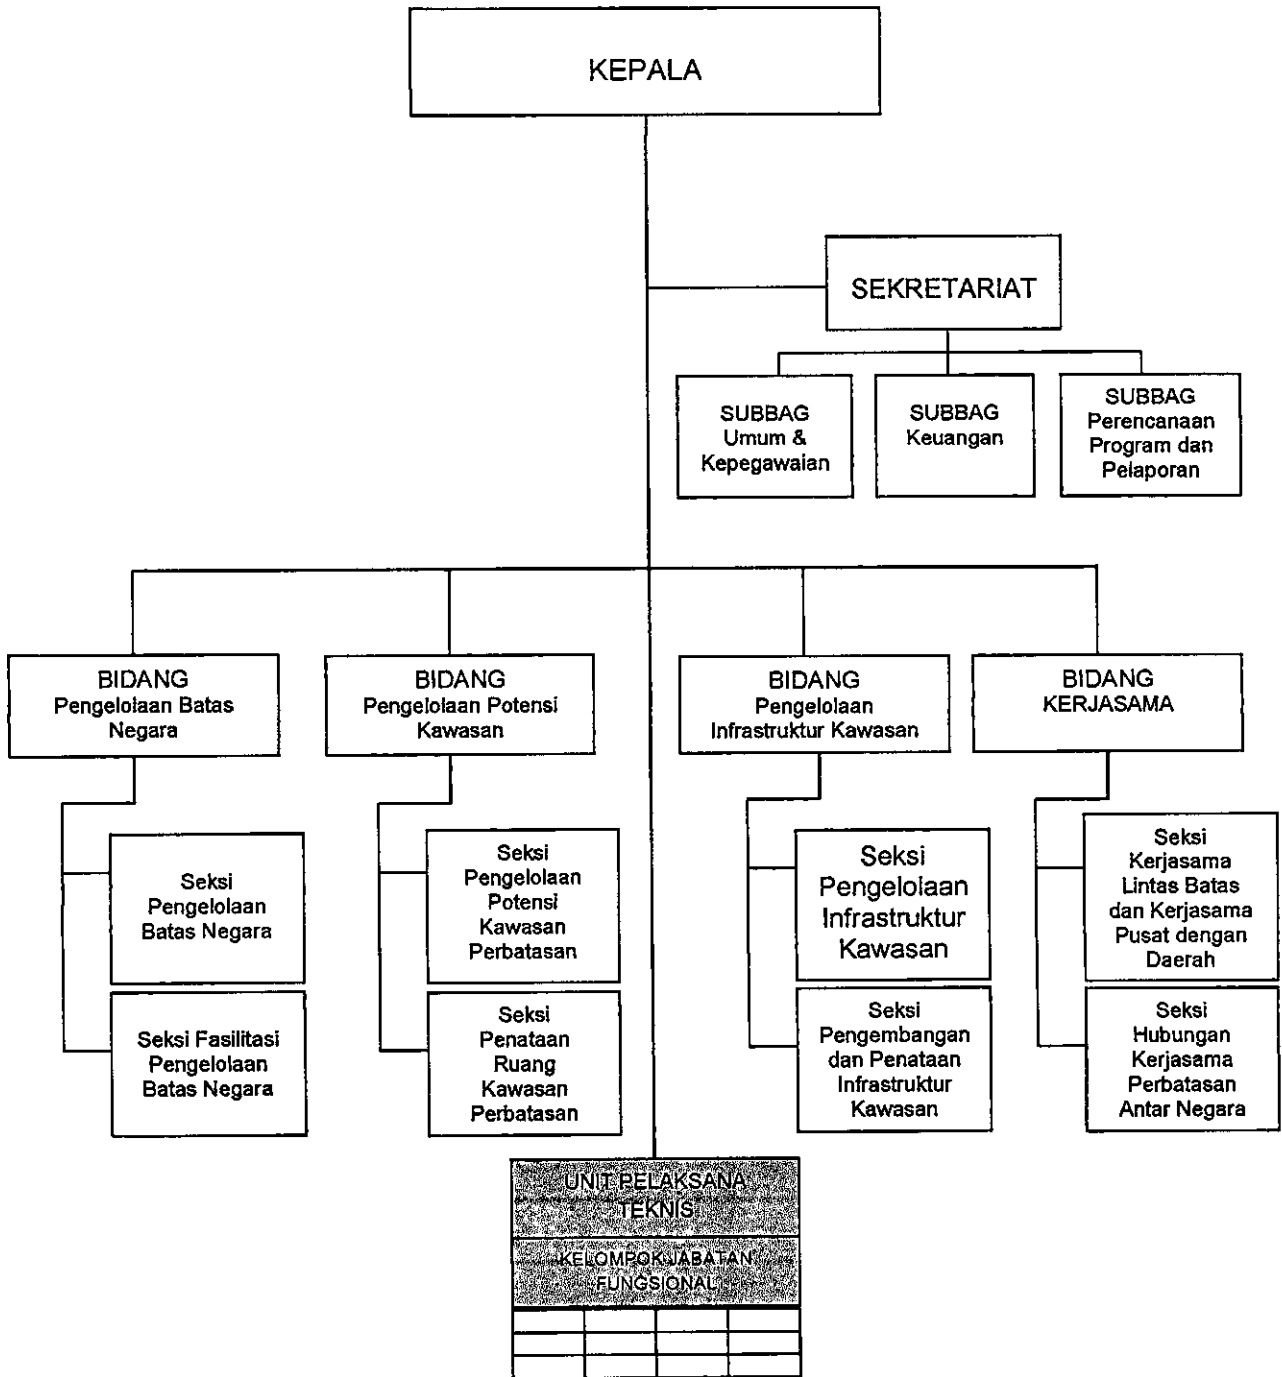 KEPALA
SEKRETARIAT
SUBBAG
Umum &
Kepegawaian
SUBBAG
Keuangan
SUBBAG
Perencanaan
Program dan
Pelaporan
BIDANG
Pengelolaan Batas
Negara
BIDANG
Pengelolaan Potensi
Kawasan
BIDANG
Pengelolaan
Infrastruktur Kawasan
BIDANG
KERJASAMA
Seksi
Pengelolaan
Batas Negara
Seksi Fasilitasi
Pengelolaan
Batas Negara
Seksi
Pengelolaan
Potensi
Kawasan
Perbatasan
Seksi
Penataan
Ruang
Kawasan
Perbatasan
Seksi
Pengelolaan
Infrastruktur
Kawasan
Seksi
Pengembangan
dan Penataan
Infrastruktur
Kawasan
Seksi
Kerjasama
Lintas Batas
dan Kerjasama
Pusat dengan
Daerah
Seksi
Hubungan
Kerjasama
Perbatasan
Antar Negara
UNIT PELAKSANA
TEKNIS
KELOMPOK JABATAN
FUNGSIONAL